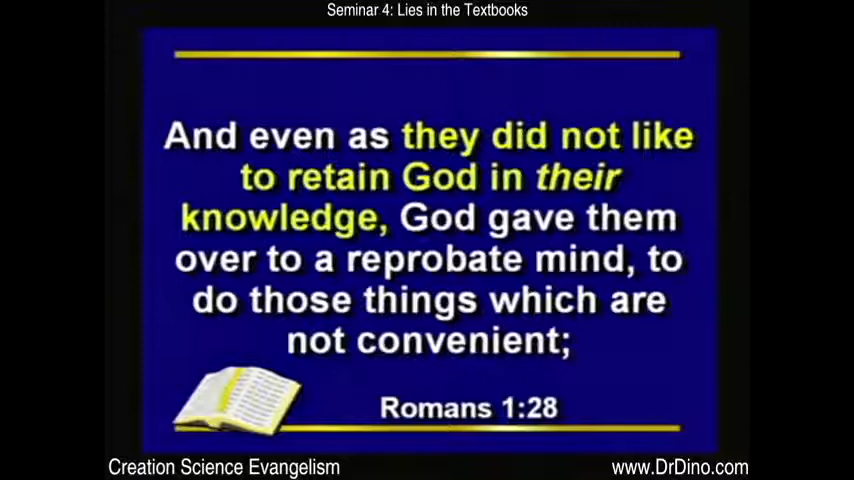 Seminar 4: Lies in the Textbooks
And even as they did not like
to retain God in their
knowledge, God gave them
over to a reprobate mind, to
do those things which are
not convenient;
Romans 1:28
Creation Science Evangelism
www.DrDino.com